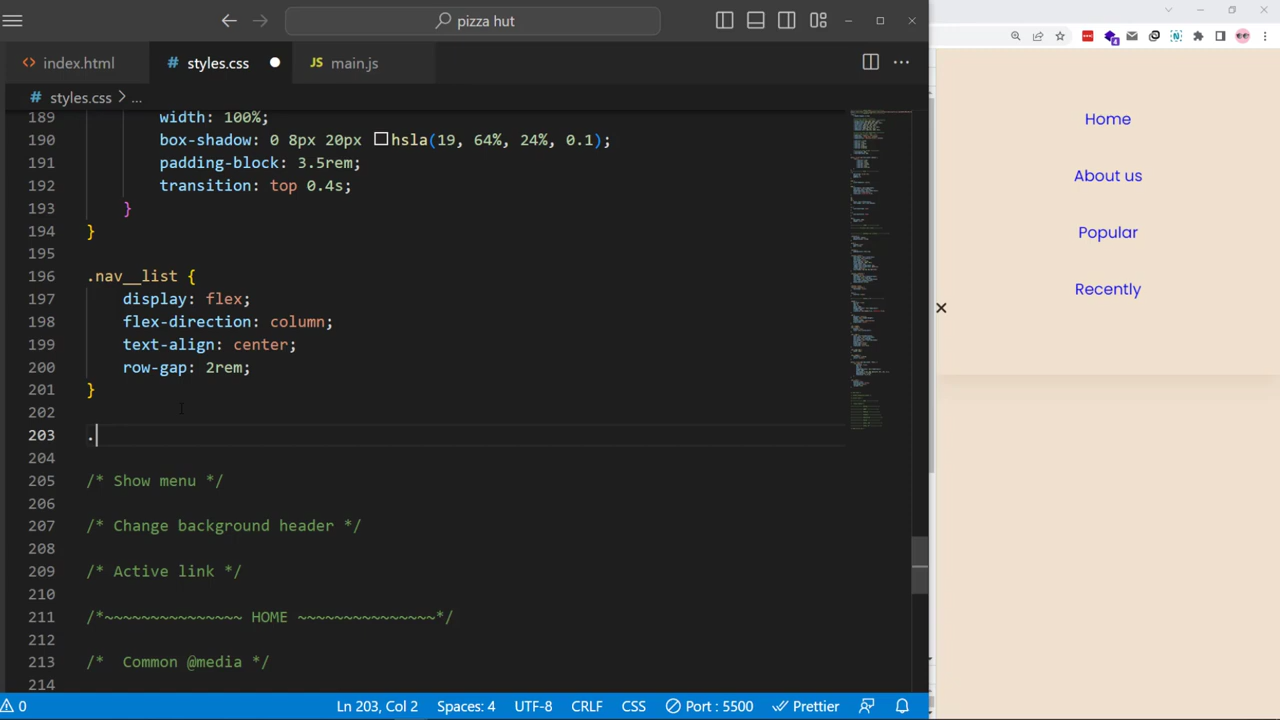 pizza hut
index.html
# styles.css
JS main.js
# styles.css > ...
189 width: 100%;
190 box-shadow: 0 8px 20px hsla(19, 64%, 24%, 0.1);
191 padding-block: 3.5rem;
192 transition: top 0.4s;
193 }
194 }
195
196 .nav__list {
197 display: flex;
198 flex-direction: column;
199 text-align: center;
200 row-gap: 2rem;
201 }
202
203 .
204
205 /* Show menu */
206
207 /* Change background header */
208
209 /* Active link */
210
211 /*~~~~~~~~~~~~~~~ HOME ~~~~~~~~~~~~~~~*/
212
213 /*  Common @media */
214
0 Ln 203, Col 2 Spaces: 4 UTF-8 CRLF CSS Port : 5500 Prettier
Home
About us
Popular
Recently